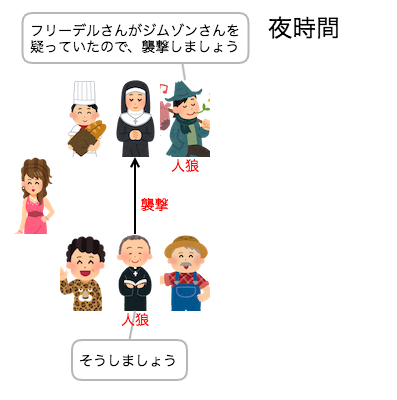 フリーデルさんがジムゾンさんを
疑っていたので、襲撃しましょう
夜時間
人狼
襲撃
人狼
そうしましょう